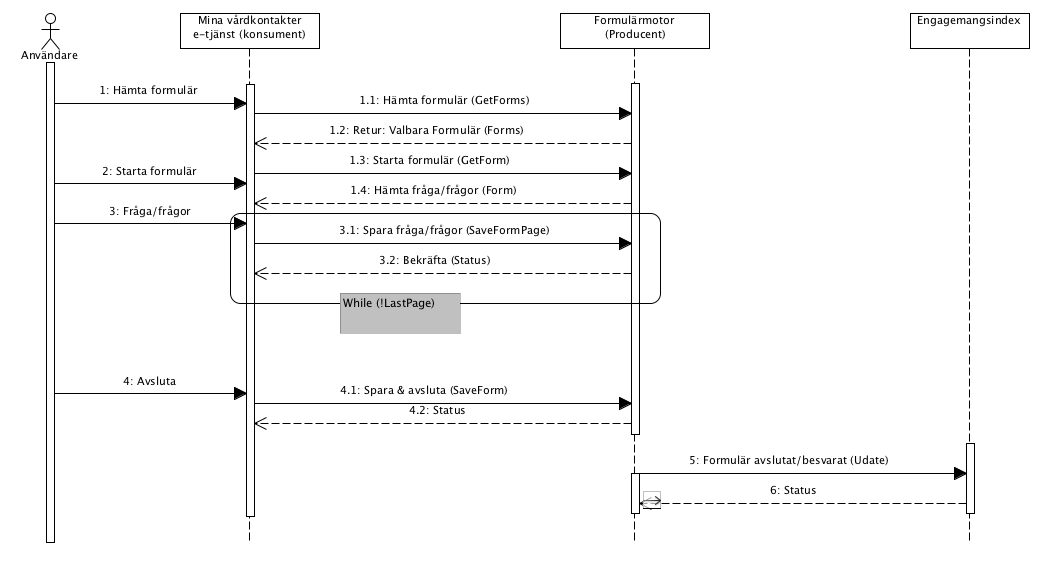 Användare
Mina vårdkontakter
e-tjänst (konsument)
Formulärmotor
(Producent)
Engagemangsindex
1: Hämta formulär
1.1: Hämta formulär (GetForms)
1.2: Retur: Valbara Formulär (Forms)
1.3: Starta formulär (GetForm)
2: Starta formulär
1.4: Hämta fråga/frågor (Form)
3: Fråga/frågor
3.1: Spara fråga/frågor (SaveFormPage)
3.2: Bekräfta (Status)
While (!LastPage)
4: Avsluta
4.1: Spara & avsluta (SaveForm)
4.2: Status
5: Formulär avslutat/besvarat (Udate)
6: Status